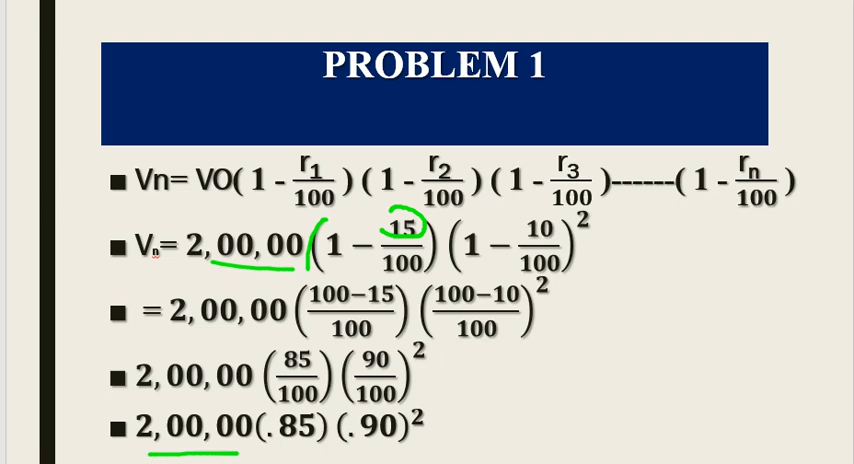 PROBLEM 1
■ Vn= VO( 1 - r₁/100 ) ( 1 - r₂/100 ) ( 1 - r₃/100 )------( 1 - rₙ/100 )
■ Vₙ= 2,00,00 (1 − 15/100) (1 − 10/100)²
■ = 2,00,00 ((100−15)/100) ((100−10)/100)²
■ 2,00,00 (85/100) (90/100)²
■ 2,00,00(.85) (.90)²